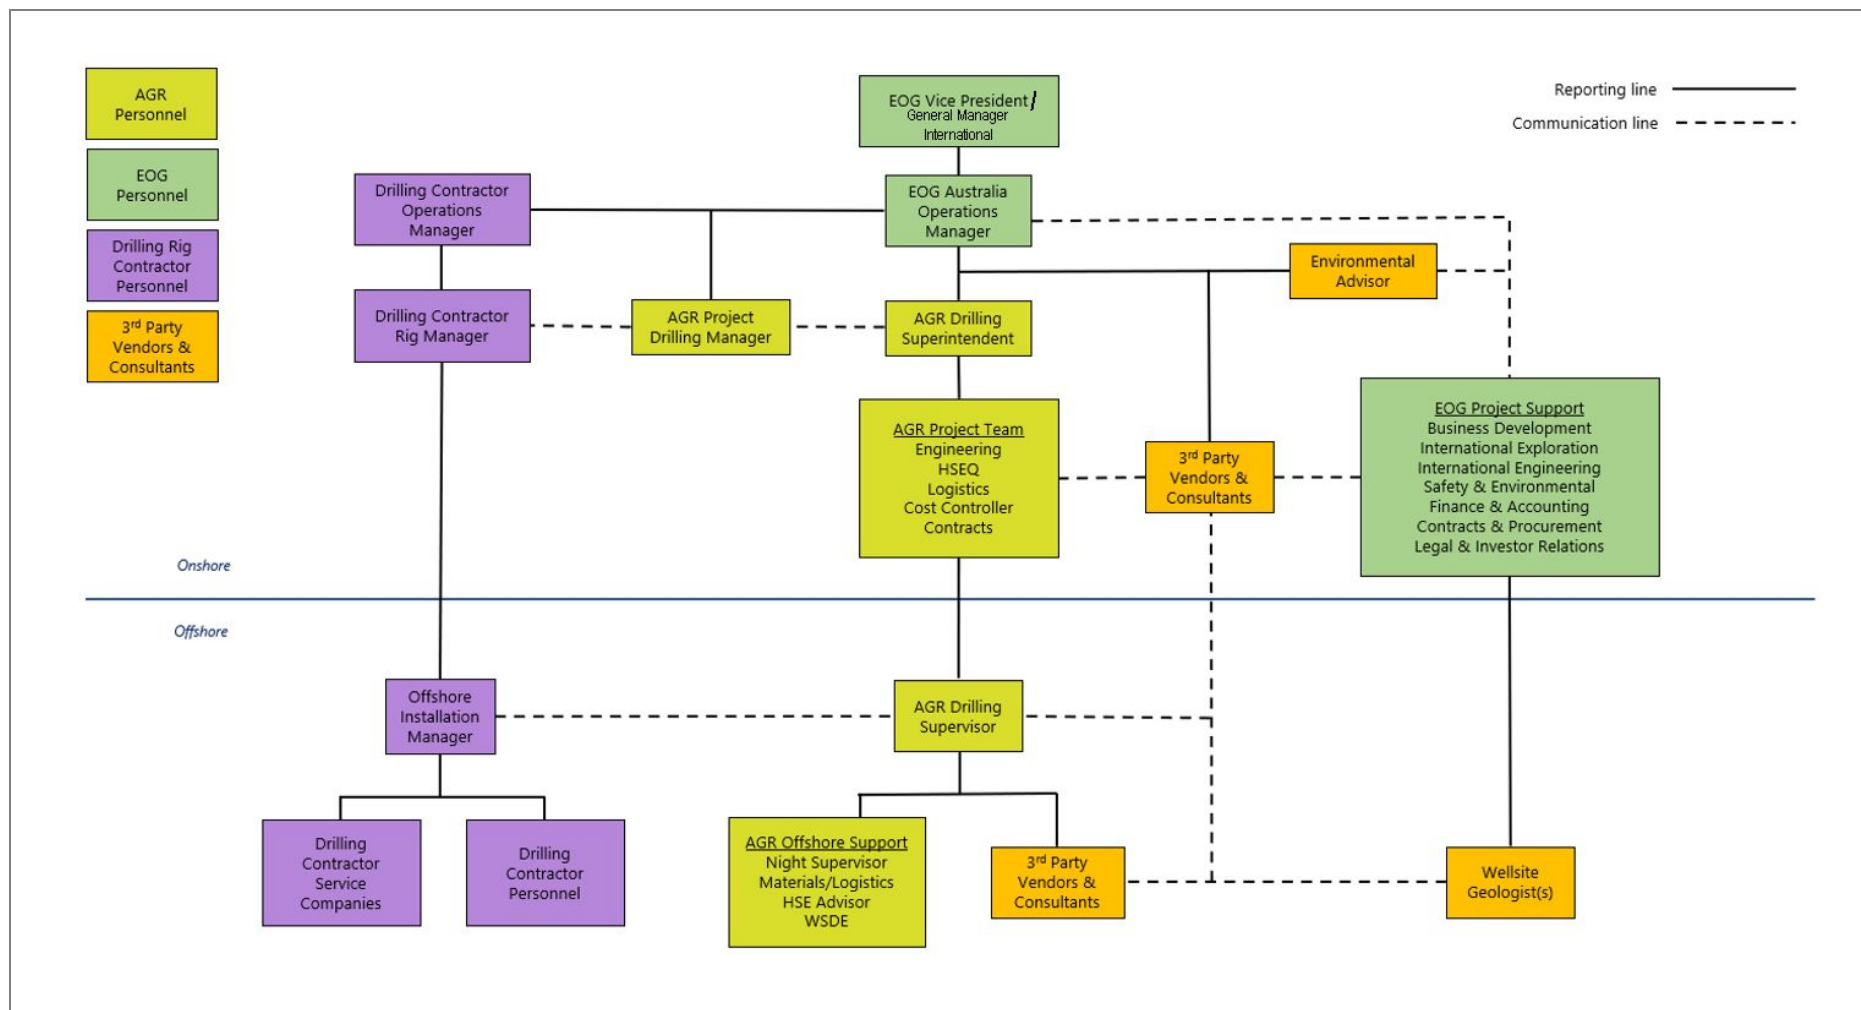 AGR
Personnel
EOG
Personnel
Drilling Rig
Contractor
Personnel
3rd Party
Vendors &
Consultants
EOG Vice President /
General Manager
International
Reporting line
Communication line
Drilling Contractor
Operations
Manager
EOG Australia
Operations
Manager
Environmental
Advisor
Drilling Contractor
Rig Manager
AGR Project
Drilling Manager
AGR Drilling
Superintendent
AGR Project Team
Engineering
HSEQ
Logistics
Cost Controller
Contracts
3rd Party
Vendors &
Consultants
EOG Project Support
Business Development
International Exploration
International Engineering
Safety & Environmental
Finance & Accounting
Contracts & Procurement
Legal & Investor Relations
Onshore
Offshore
Offshore
Installation
Manager
AGR Drilling
Supervisor
Drilling
Contractor
Service
Companies
Drilling
Contractor
Personnel
AGR Offshore Support
Night Supervisor
Materials/Logistics
HSE Advisor
WSDE
3rd Party
Vendors &
Consultants
Wellsite
Geologist(s)